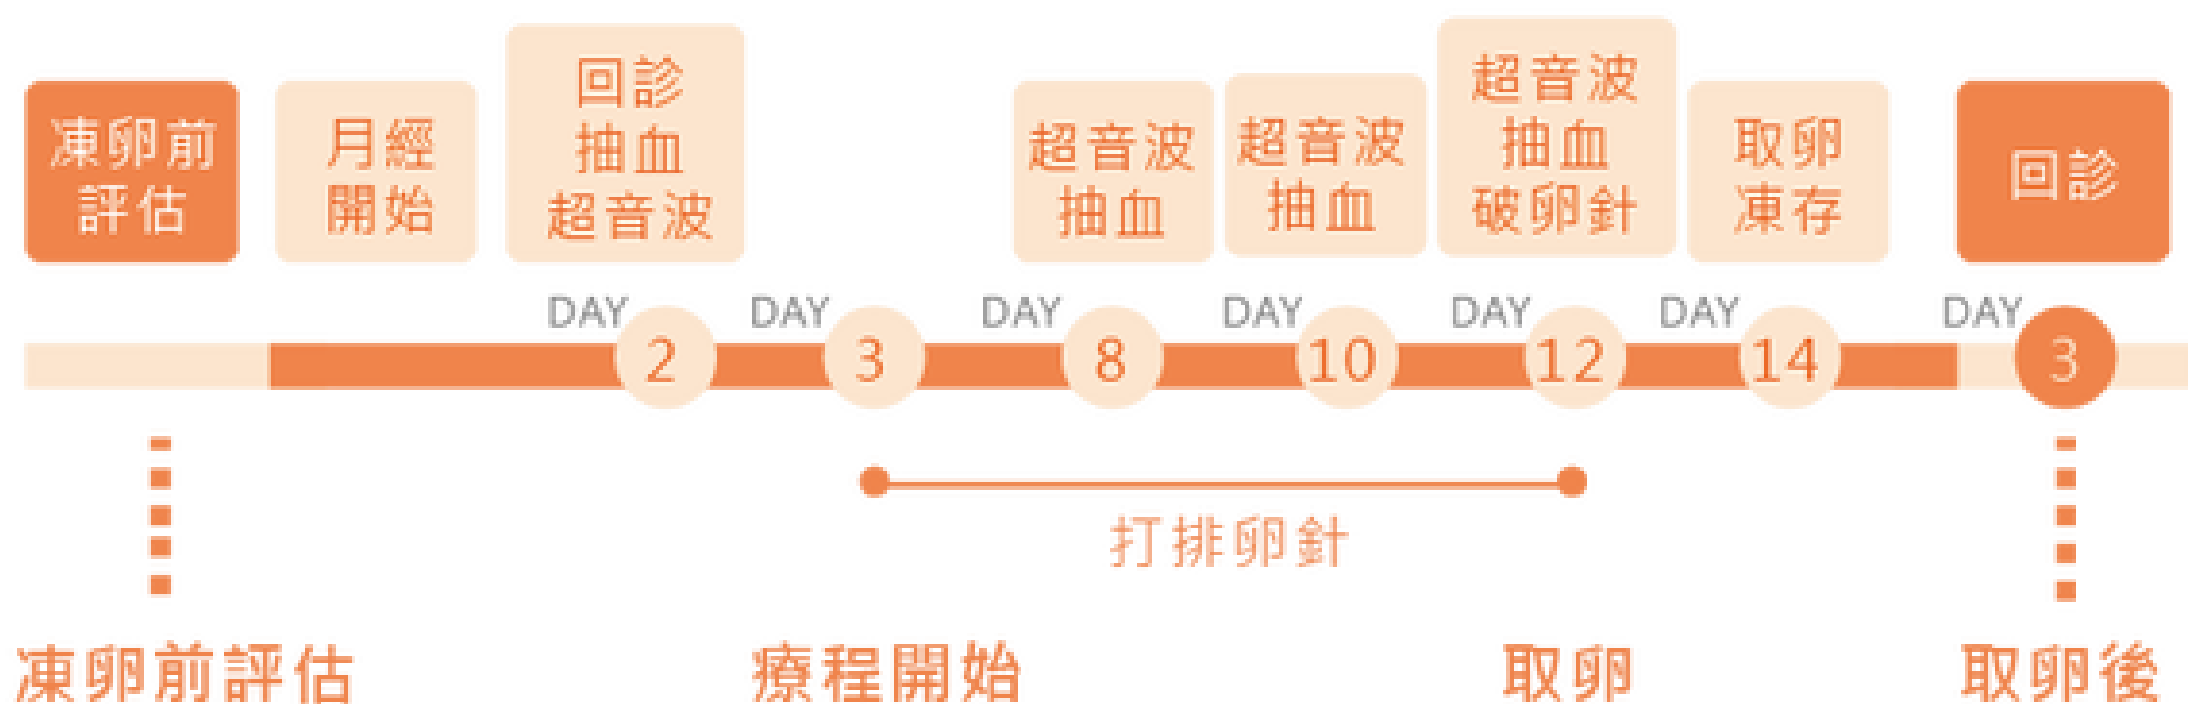 凍卵前
評估
月經
開始
回診
抽血
超音波
超音波
抽血
超音波
抽血
超音波
抽血
破卵針
取卵
凍存
回診
DAY 2
DAY 3
DAY 8
DAY 10
DAY 12
DAY 14
DAY 3
打排卵針
凍卵前評估
療程開始
取卵
取卵後